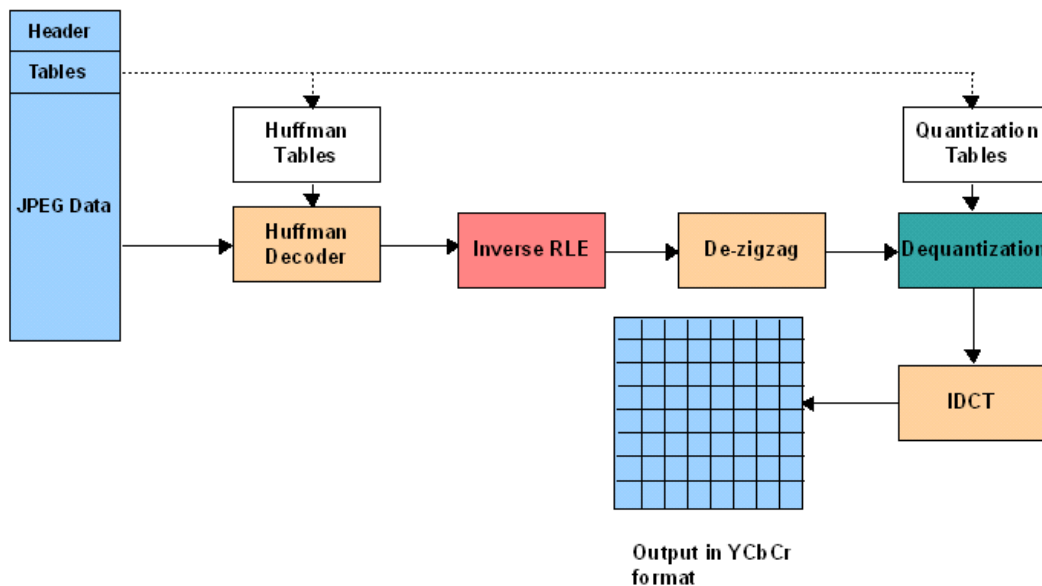 Header
Tables
JPEG Data
Huffman
Tables
Quantization
Tables
Huffman
Decoder
Inverse RLE
De-zigzag
Dequantization
IDCT
Output in YCbCr
format